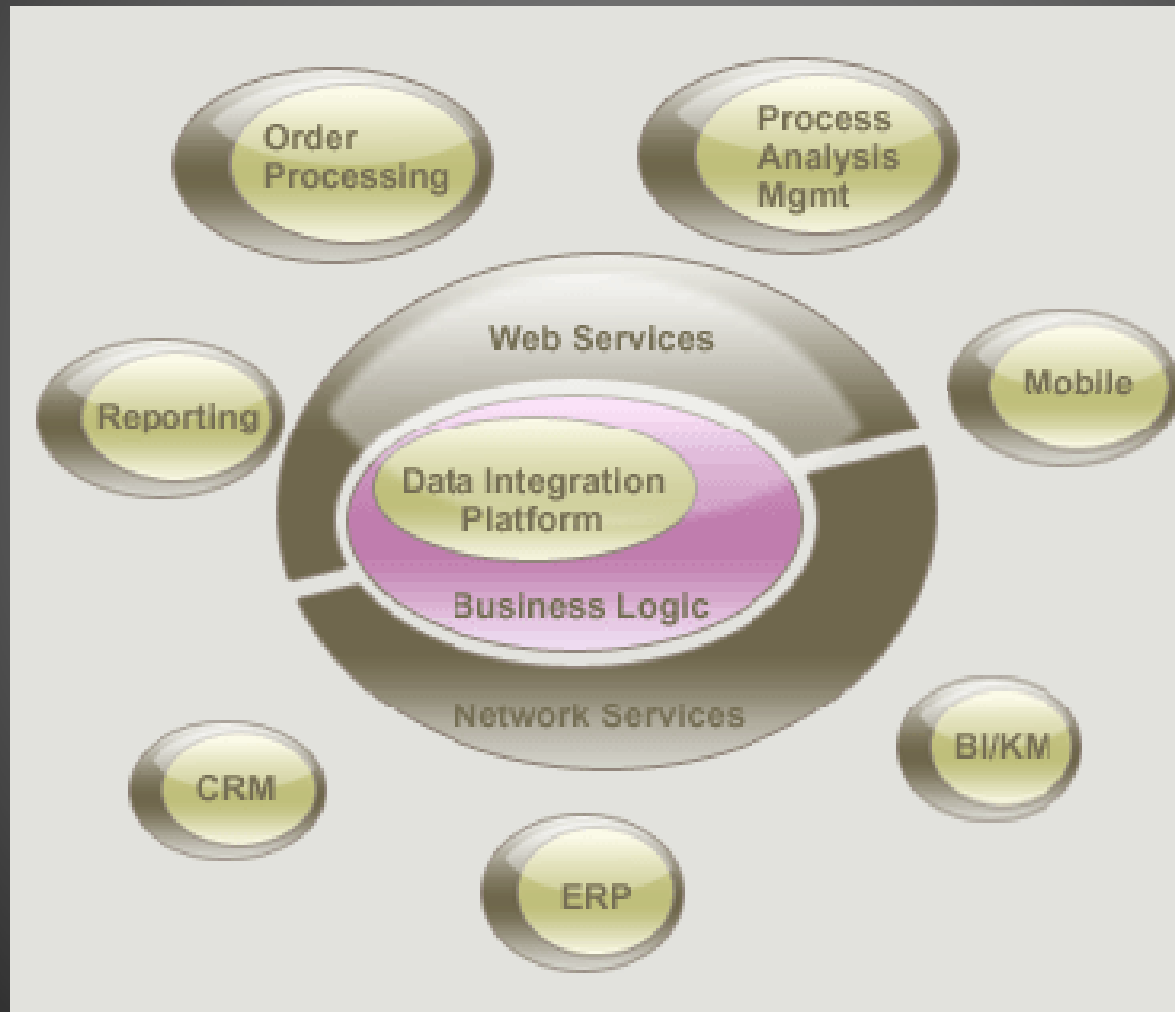 Order
Processing
Process
Analysis
Mgmt
Web Services
Mobile
Reporting
Data Integration
Platform
Business Logic
Network Services
BI/KM
CRM
ERP